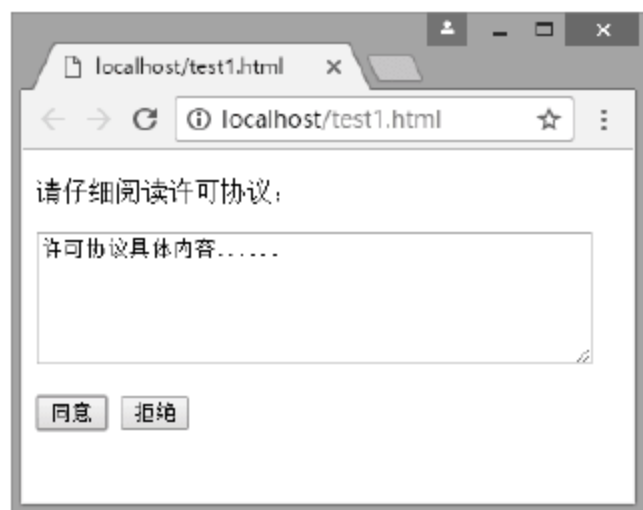 localhost/test1.html
localhost/test1.html
请仔细阅读许可协议：
许可协议具体内容......
同意 拒绝